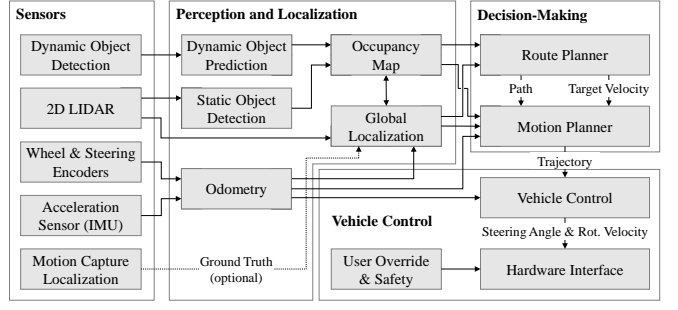 Sensors
Dynamic Object
Detection
2D LIDAR
Wheel & Steering
Encoders
Acceleration
Sensor (IMU)
Motion Capture
Localization
Perception and Localization
Dynamic Object
Prediction
Static Object
Detection
Odometry
Ground Truth
(optional)
Occupancy
Map
Global
Localization
Decision-Making
Route Planner
Path
Target Velocity
Motion Planner
Trajectory
Vehicle Control
Vehicle Control
Steering Angle & Rot. Velocity
User Override
& Safety
Hardware Interface